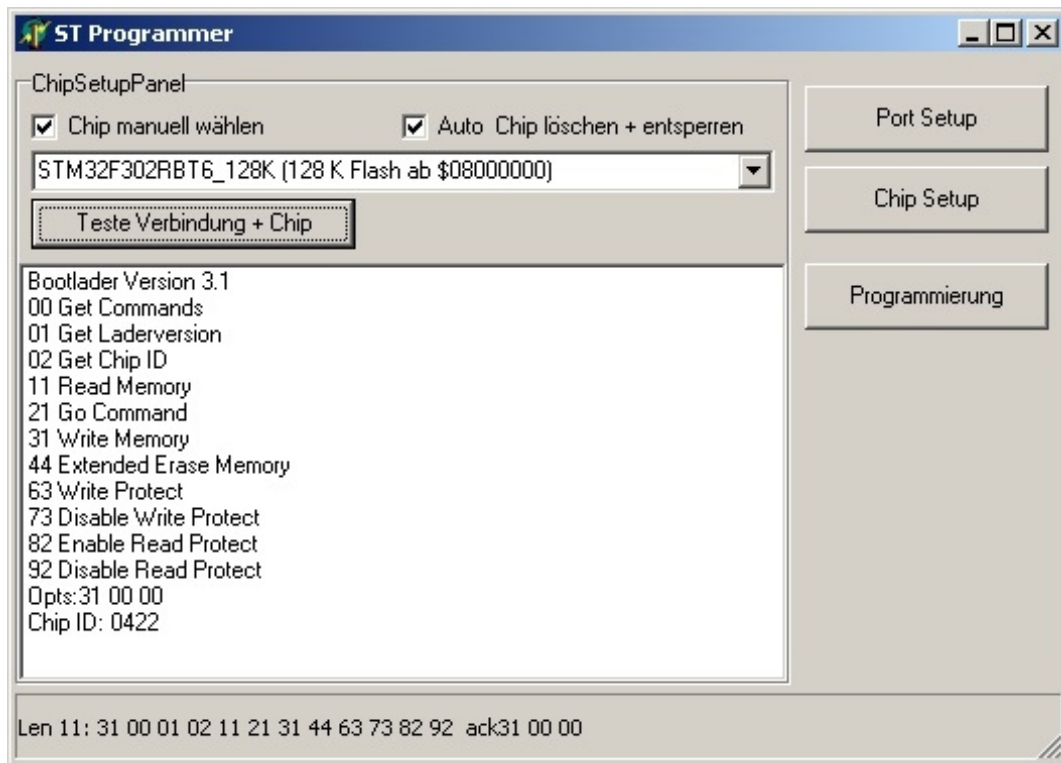 ST Programmer
ChipSetupPanel
Chip manuell wählen
Auto Chip löschen + entsperren
STM32F302RBT6_128K (128 K Flash ab $08000000)
Teste Verbindung + Chip
Bootlader Version 3.1
00 Get Commands
01 Get Laderversion
02 Get Chip ID
11 Read Memory
21 Go Command
31 Write Memory
44 Extended Erase Memory
63 Write Protect
73 Disable Write Protect
82 Enable Read Protect
92 Disable Read Protect
Opts:31 00 00
Chip ID: 0422
Port Setup
Chip Setup
Programmierung
Len 11: 31 00 01 02 11 21 31 44 63 73 82 92 ack31 00 00